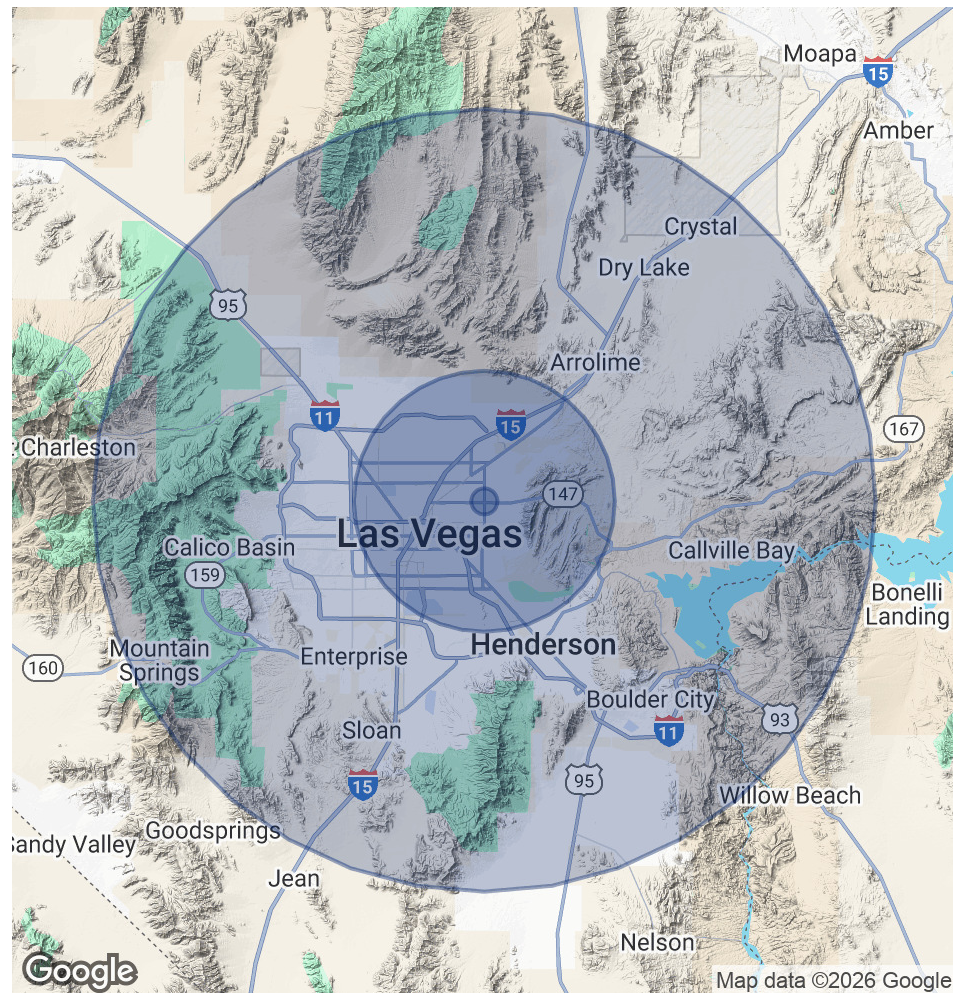 Moapa
15
Amber
Crystal
Dry Lake
95
Arrolime
11
15
167
Charleston
147
Las Vegas
Calico Basin
Callville Bay
159
Bonelli
Landing
Henderson
Mountain
Springs
160
Enterprise
Boulder City
93
Sloan
11
95
15
Willow Beach
Goodsprings
Sandy Valley
Jean
Nelson
Google
Map data ©2026 Google